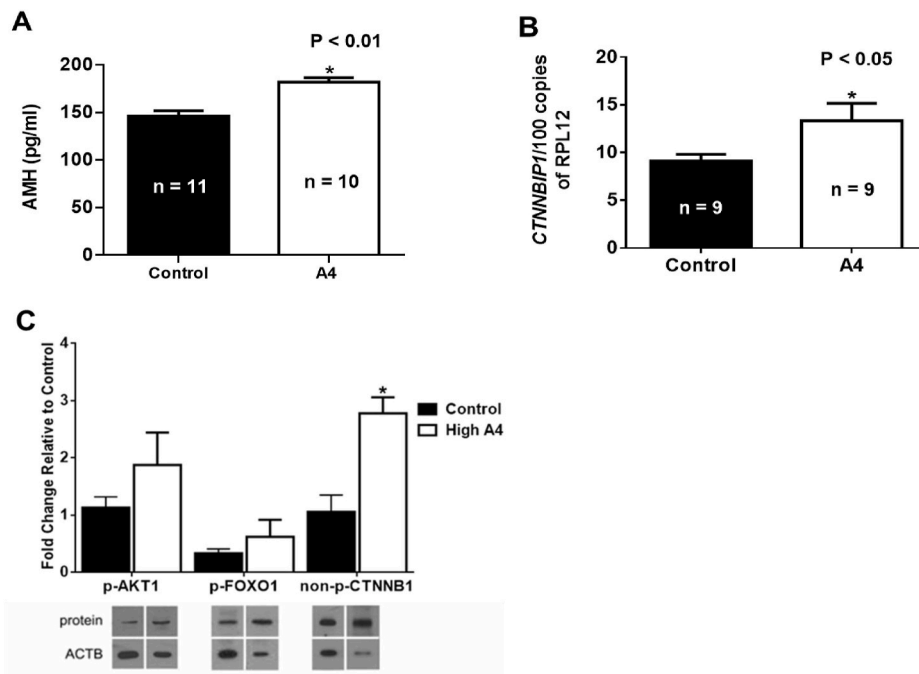 A
P < 0.01
*
200
150
100
50
0
AMH (pg/ml)
n = 11
n = 10
Control
A4
B
P < 0.05
*
20
15
10
5
0
CTNNBIP1/100 copies
of RPL12
n = 9
n = 9
Control
A4
C
4
3
2
1
0
Fold Change Relative to Control
*
Control
High A4
p-AKT1
p-FOXO1
non-p-CTNNB1
protein
ACTB